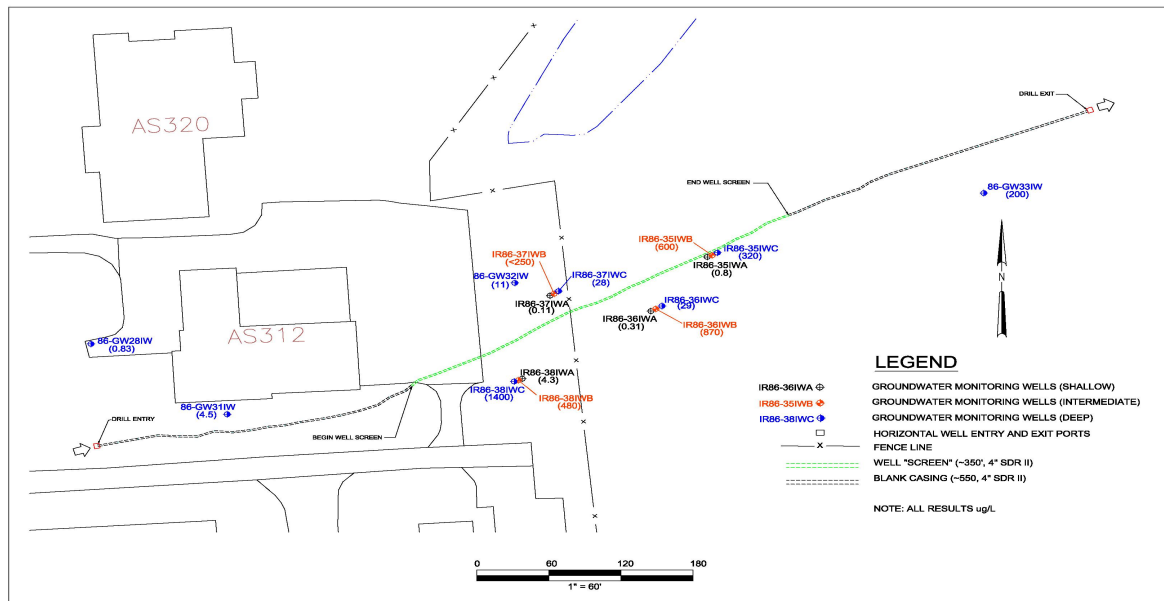 DRILL EXIT
AS320
END WELL SCREEN
86-GW33IW
(200)
IR86-35IWB
(600)
IR86-35IWC
(320)
IR86-35IWA
(0.8)
N
IR86-37IWB
(<250)
86-GW32IW
(11)
IR86-37IWC
(28)
IR86-37IWA
(0.11)
IR86-36IWC
(29)
IR86-36IWA
(0.31)
IR86-36IWB
(870)
AS312
86-GW28IW
(0.83)
IR86-38IWA
(4.3)
IR86-38IWC
(1400)
IR86-38IWB
(480)
86-GW31IW
(4.5)
DRILL ENTRY
BEGIN WELL SCREEN
X
X
X
X
X
X
X
X
LEGEND
IR86-36IWA GROUNDWATER MONITORING WELLS (SHALLOW)
IR86-35IWB GROUNDWATER MONITORING WELLS (INTERMEDIATE)
IR86-38IWC GROUNDWATER MONITORING WELLS (DEEP)
HORIZONTAL WELL ENTRY AND EXIT PORTS
X FENCE LINE
WELL "SCREEN" (~350', 4" SDR II)
BLANK CASING (~550, 4" SDR II)
NOTE: ALL RESULTS ug/L
0 60 120 180
1" = 60'